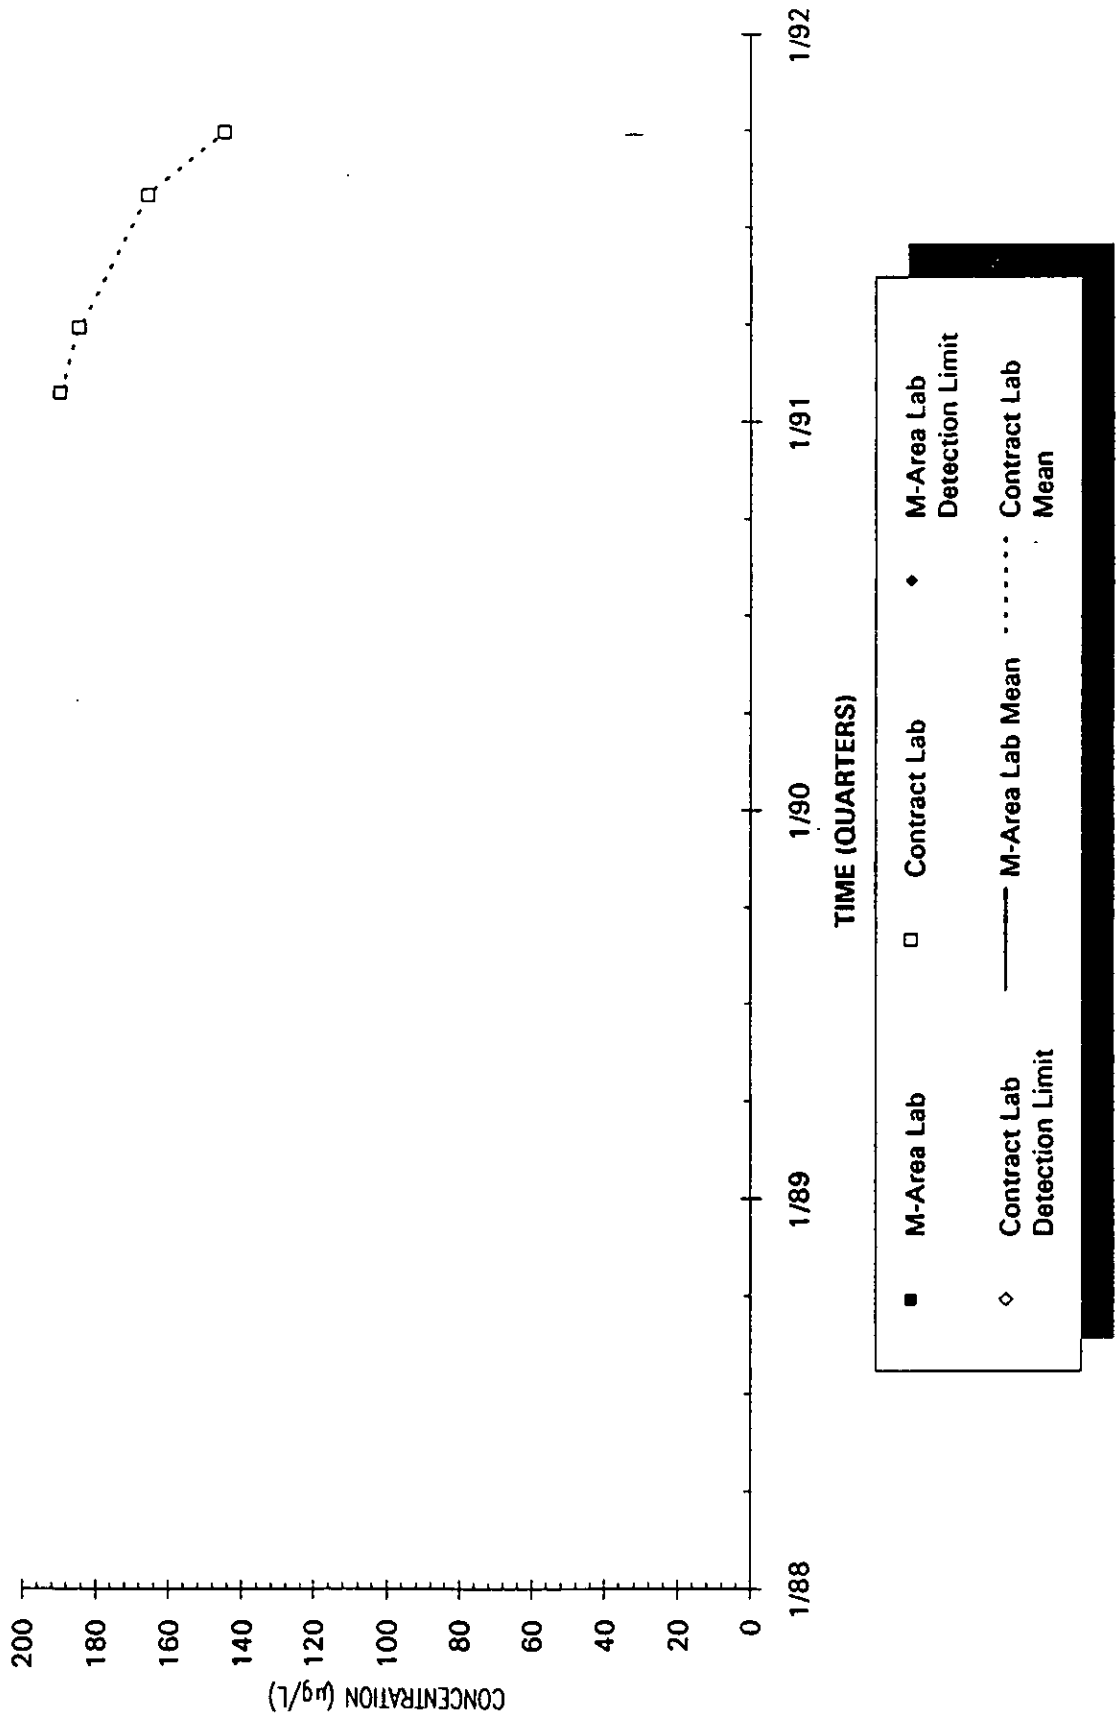 CONCENTRATION (µg/L)
200
180
160
140
120
100
80
60
40
20
0
1/88
1/89
1/90
1/91
1/92
TIME (QUARTERS)
M-Area Lab
Contract Lab
M-Area Lab
Detection Limit
Contract Lab
Detection Limit
M-Area Lab Mean
Contract Lab
Mean